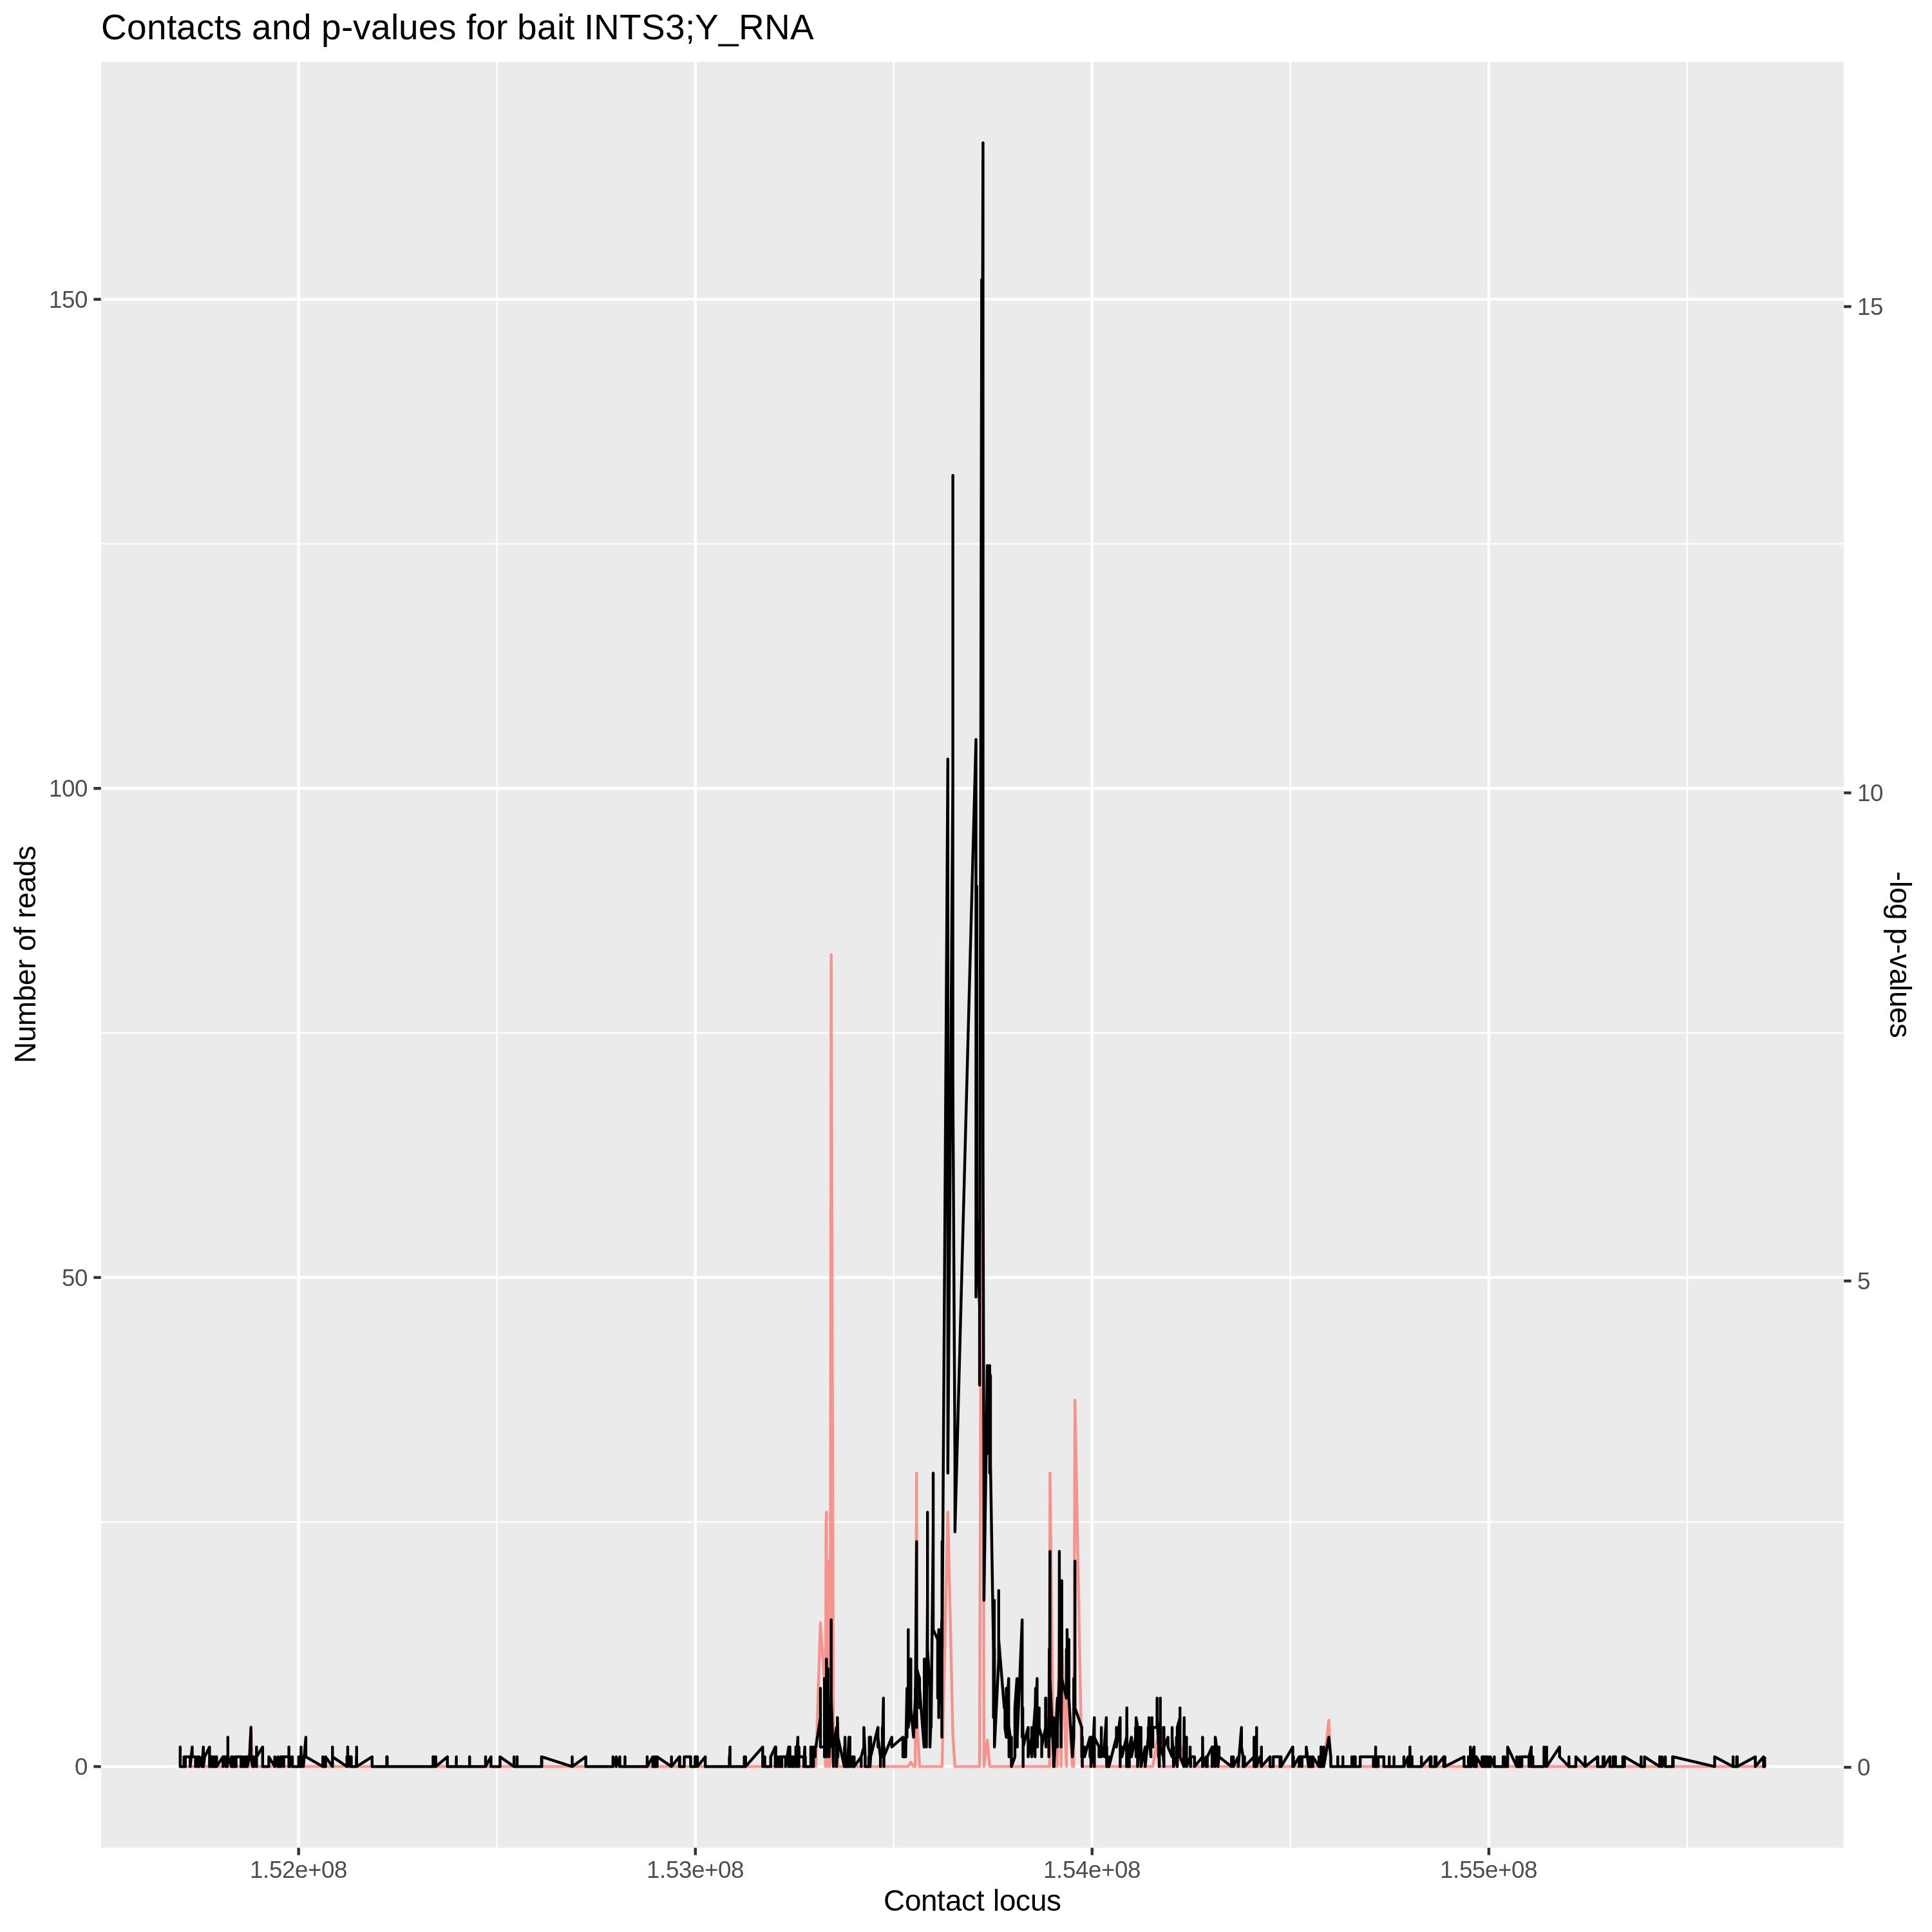 Contacts and p-values for bait INTS3;Y_RNA
150
100
50
0
Number of reads
15
10
5
0
-log p-values
1.52e+08
1.53e+08
1.54e+08
1.55e+08
Contact locus